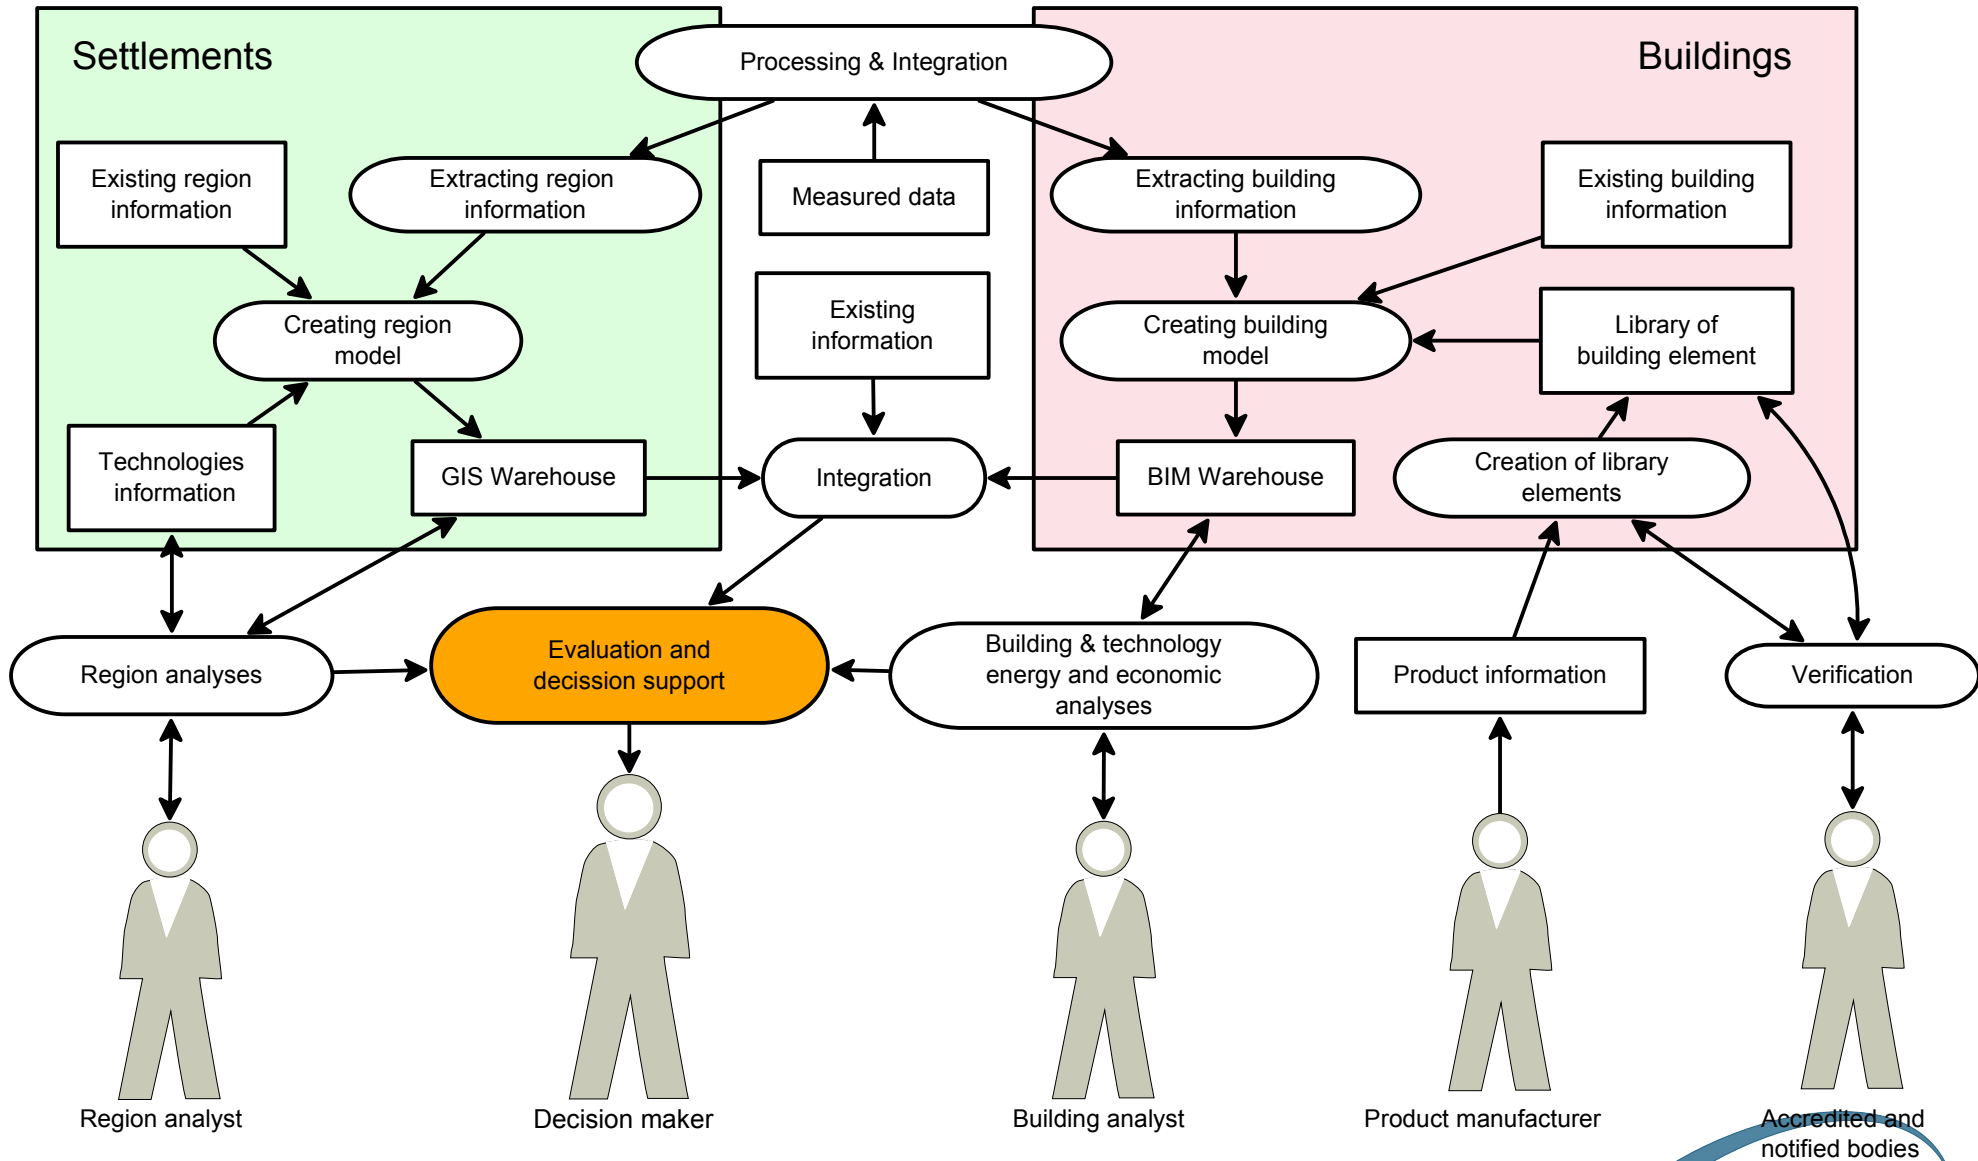 Settlements
Processing & Integration
Buildings
Existing region
information
Extracting region
information
Measured data
Extracting building
information
Existing building
information
Creating region
model
Existing
information
Creating building
model
Library of
building element
Technologies
information
GIS Warehouse
Integration
BIM Warehouse
Creation of library
elements
Region analyses
Evaluation and
decission support
Building & technology
energy and economic
analyses
Product information
Verification
Region analyst
Decision maker
Building analyst
Product manufacturer
Accredited and
notified bodies